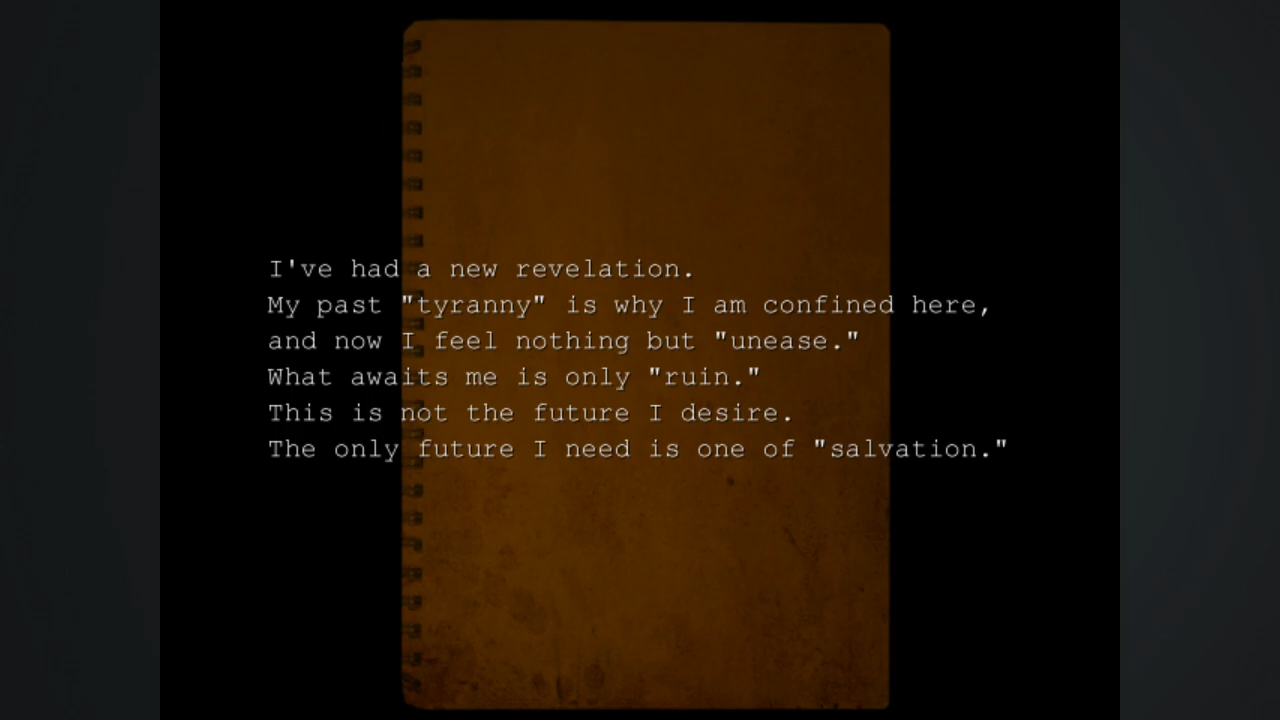 I've had a new revelation.
My past "tyranny" is why I am confined here,
and now I feel nothing but "unease."
What awaits me is only "ruin."
This is not the future I desire.
The only future I need is one of "salvation."